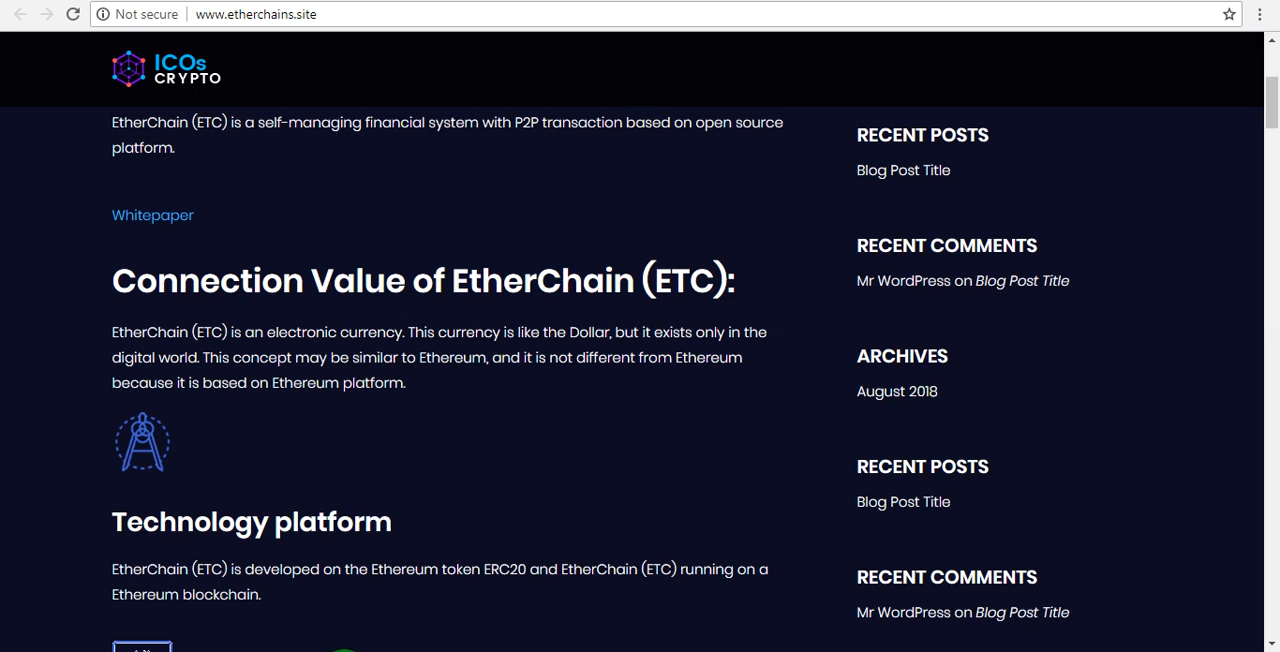 Not secure
www.etherchains.site
ICOs
CRYPTO
EtherChain (ETC) is a self-managing financial system with P2P transaction based on open source
platform.
Whitepaper
Connection Value of EtherChain (ETC):
EtherChain (ETC) is an electronic currency. This currency is like the Dollar, but it exists only in the
digital world. This concept may be similar to Ethereum, and it is not different from Ethereum
because it is based on Ethereum platform.
Technology platform
EtherChain (ETC) is developed on the Ethereum token ERC20 and EtherChain (ETC) running on a
Ethereum blockchain.
RECENT POSTS
Blog Post Title
RECENT COMMENTS
Mr WordPress on Blog Post Title
ARCHIVES
August 2018
RECENT POSTS
Blog Post Title
RECENT COMMENTS
Mr WordPress on Blog Post Title